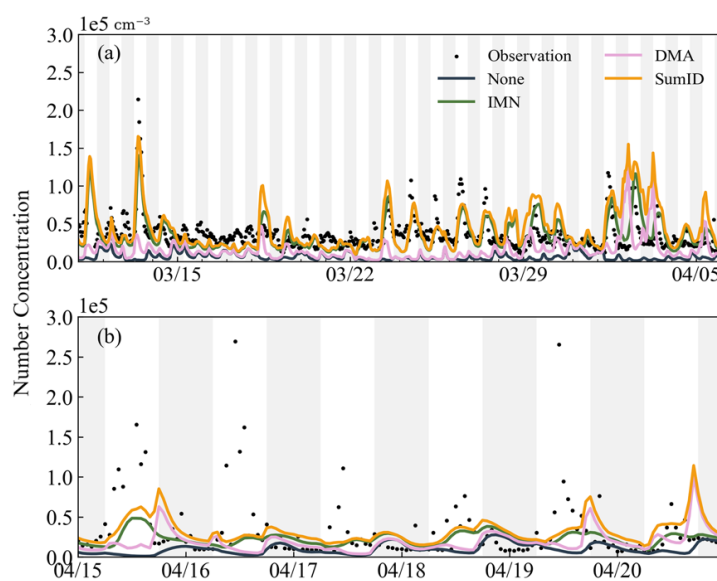 1e5 cm⁻³
3.0
(a)
Observation
DMA
None
SumID
IMN
2.5
2.0
1.5
1.0
0.5
0.0
03/15
03/22
03/29
04/05
Number Concentration
1e5
3.0
(b)
2.5
2.0
1.5
1.0
0.5
0.0
04/15
04/16
04/17
04/18
04/19
04/20